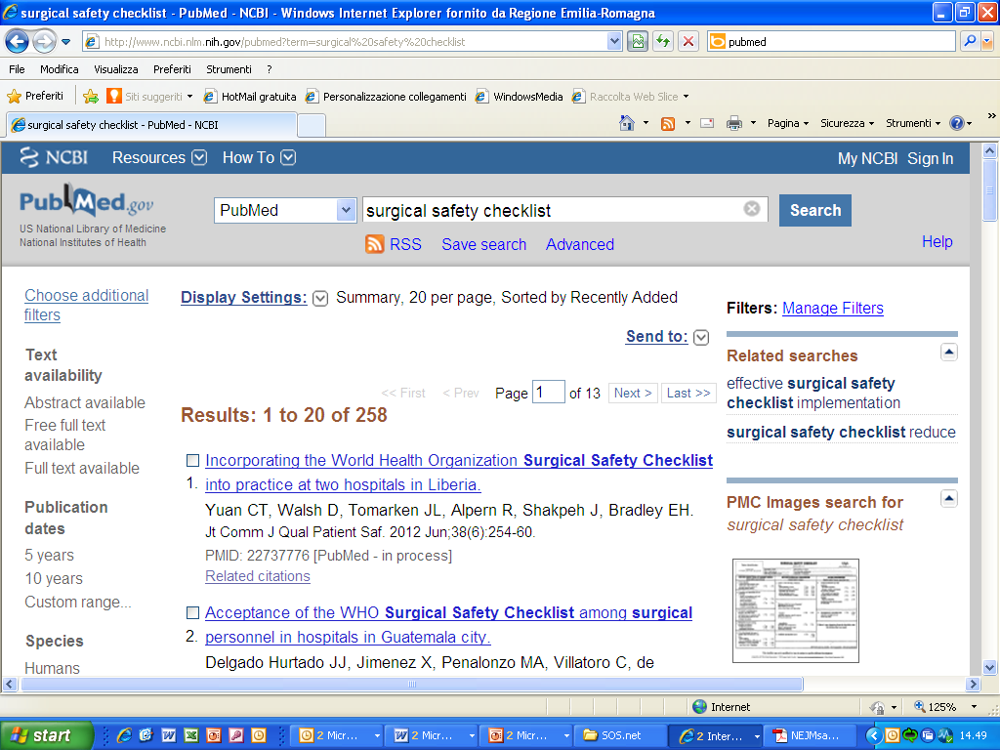 surgical safety checklist - PubMed - NCBI - Windows Internet Explorer fornito da Regione Emilia-Romagna
http://www.ncbi.nlm.nih.gov/pubmed?term=surgical%20safety%20checklist
pubmed
File Modifica Visualizza Preferiti Strumenti ?
Preferiti Siti suggeriti HotMail gratuita Personalizzazione collegamenti WindowsMedia Raccolta Web Slice
surgical safety checklist - PubMed - NCBI
Pagina Sicurezza Strumenti
NCBI Resources How To My NCBI Sign In
PubMed.gov
US National Library of Medicine
National Institutes of Health
PubMed surgical safety checklist Search
RSS Save search Advanced Help
Choose additional
filters
Text
availability
Abstract available
Free full text
available
Full text available
Publication
dates
5 years
10 years
Custom range...
Species
Humans
Display Settings: Summary, 20 per page, Sorted by Recently Added
Send to:
<< First < Prev Page 1 of 13 Next > Last >>
Results: 1 to 20 of 258
Incorporating the World Health Organization Surgical Safety Checklist
1. into practice at two hospitals in Liberia.
Yuan CT, Walsh D, Tomarken JL, Alpern R, Shakpeh J, Bradley EH.
Jt Comm J Qual Patient Saf. 2012 Jun;38(6):254-60.
PMID: 22737776 [PubMed - in process]
Related citations
Acceptance of the WHO Surgical Safety Checklist among surgical
2. personnel in hospitals in Guatemala city.
Delgado Hurtado JJ, Jimenez X, Penalonzo MA, Villatoro C, de
Filters: Manage Filters
Related searches
effective surgical safety
checklist implementation
surgical safety checklist reduce
PMC Images search for
surgical safety checklist
Internet 125%
start 2 Micr... 2 Micr... 2 Micr... SOS.net 2 Inter... NEJMsa... 14.49